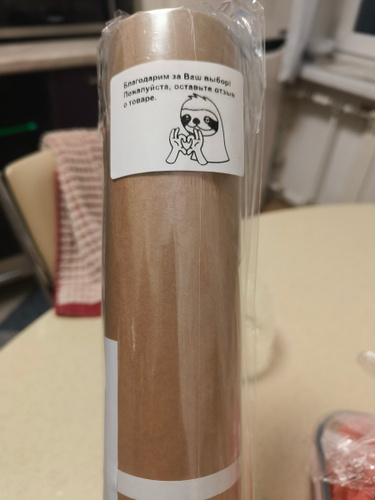 Благодарим за Ваш выбор!
Пожалуйста, оставьте отзыв
о товаре.